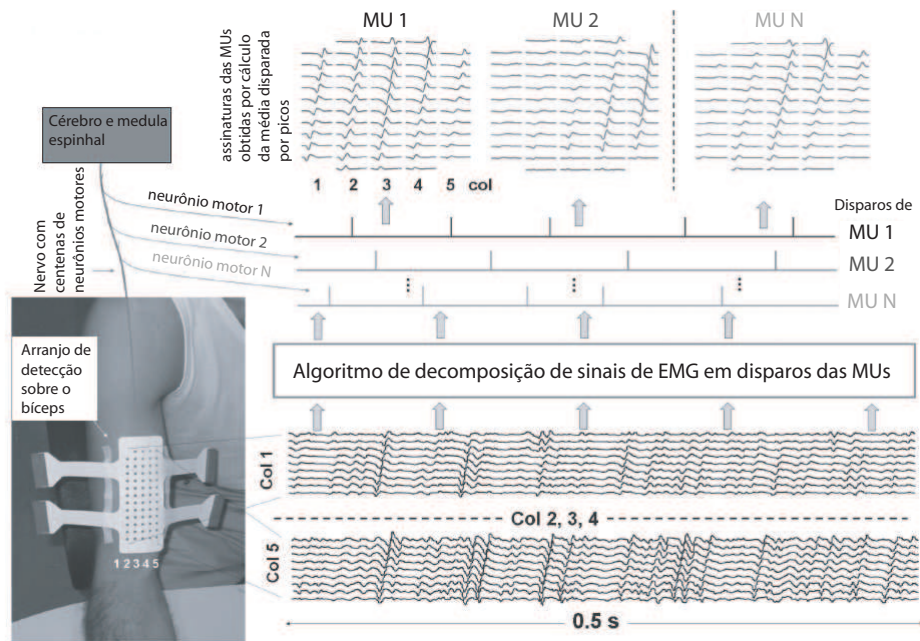 MU 1
MU 2
MU N
assinaturas das MUs
obtidas por cálculo
da média disparada
por picos
1 2 3 4 5 col
Cérebro e medula
espinhal
Nervo com
centenas de
neurônios motores
neurônio motor 1
neurônio motor 2
neurônio motor N
Disparos de
MU 1
MU 2
MU N
Arranjo de
detecção
sobre o
bíceps
Algoritmo de decomposição de sinais de EMG em disparos das MUs
Col 1
Col 2, 3, 4
Col 5
1 2 3 4 5
0.5 s